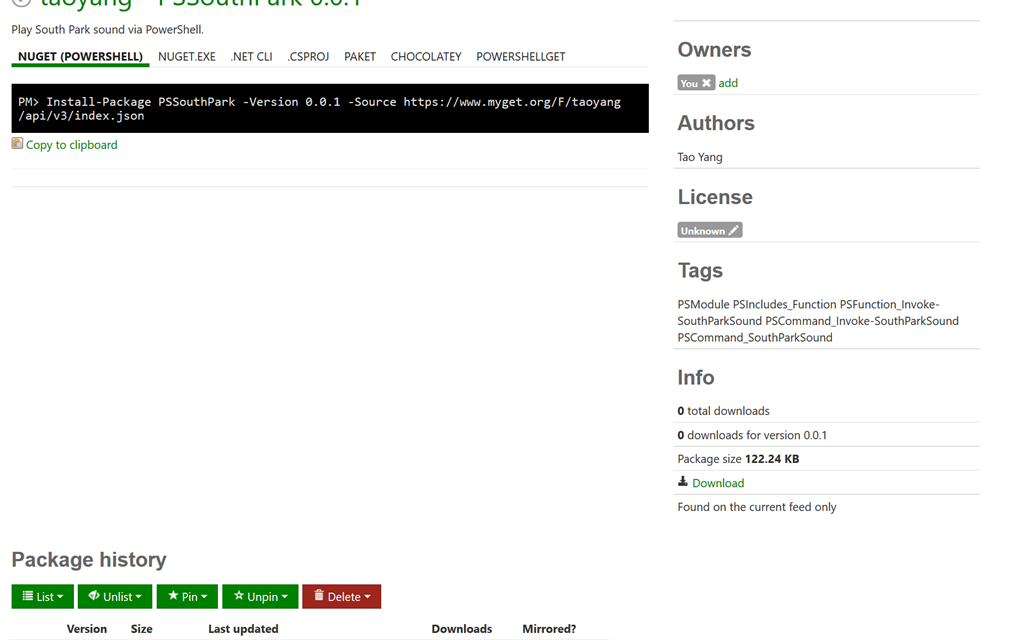 taoyang - PSSouthPark 0.0.1
Play South Park sound via PowerShell.
NUGET (POWERSHELL) NUGET.EXE .NET CLI .CSPROJ PAKET CHOCOLATEY POWERSHELLGET
PM> Install-Package PSSouthPark -Version 0.0.1 -Source https://www.myget.org/F/taoyang
/api/v3/index.json
Copy to clipboard
Owners
You add
Authors
Tao Yang
License
Unknown
Tags
PSModule PSIncludes_Function PSFunction_Invoke-
SouthParkSound PSCommand_Invoke-SouthParkSound
PSCommand_SouthParkSound
Info
0 total downloads
0 downloads for version 0.0.1
Package size 122.24 KB
Download
Found on the current feed only
Package history
List Unlist Pin Unpin Delete
Version Size Last updated Downloads Mirrored?